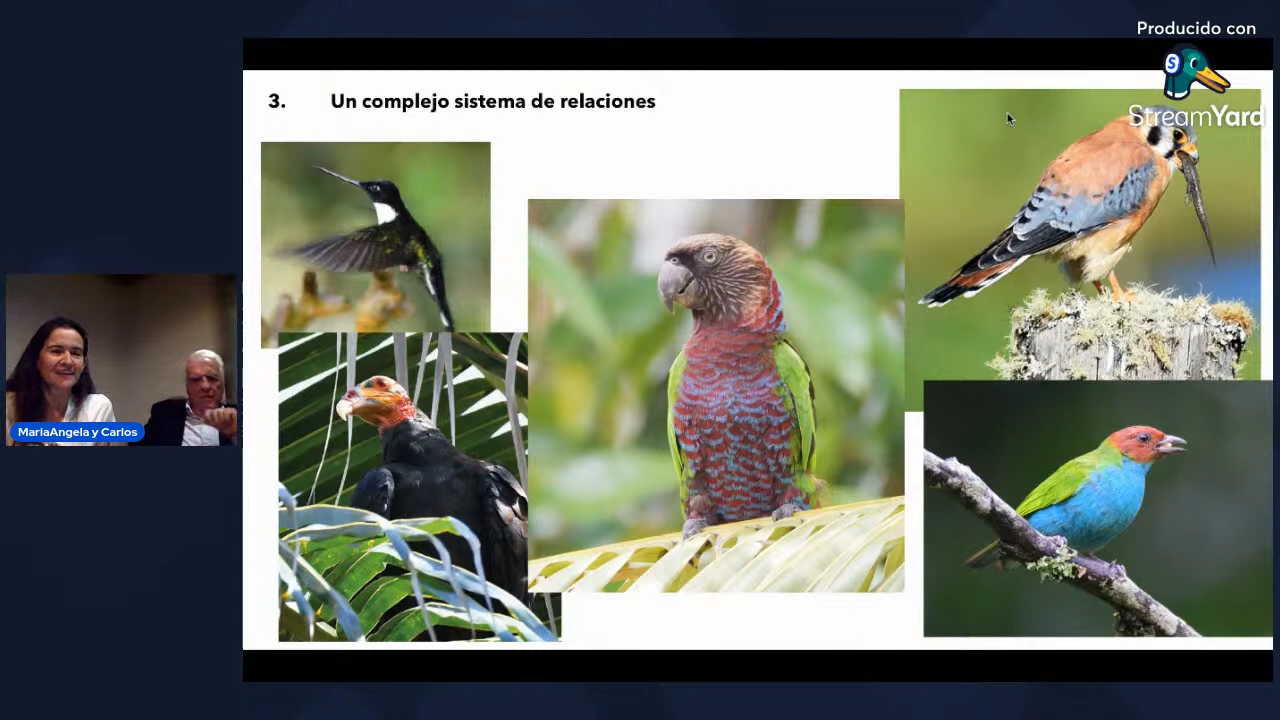 Producido con
S
StreamYard
3. Un complejo sistema de relaciones
MariaAngela y Carlos